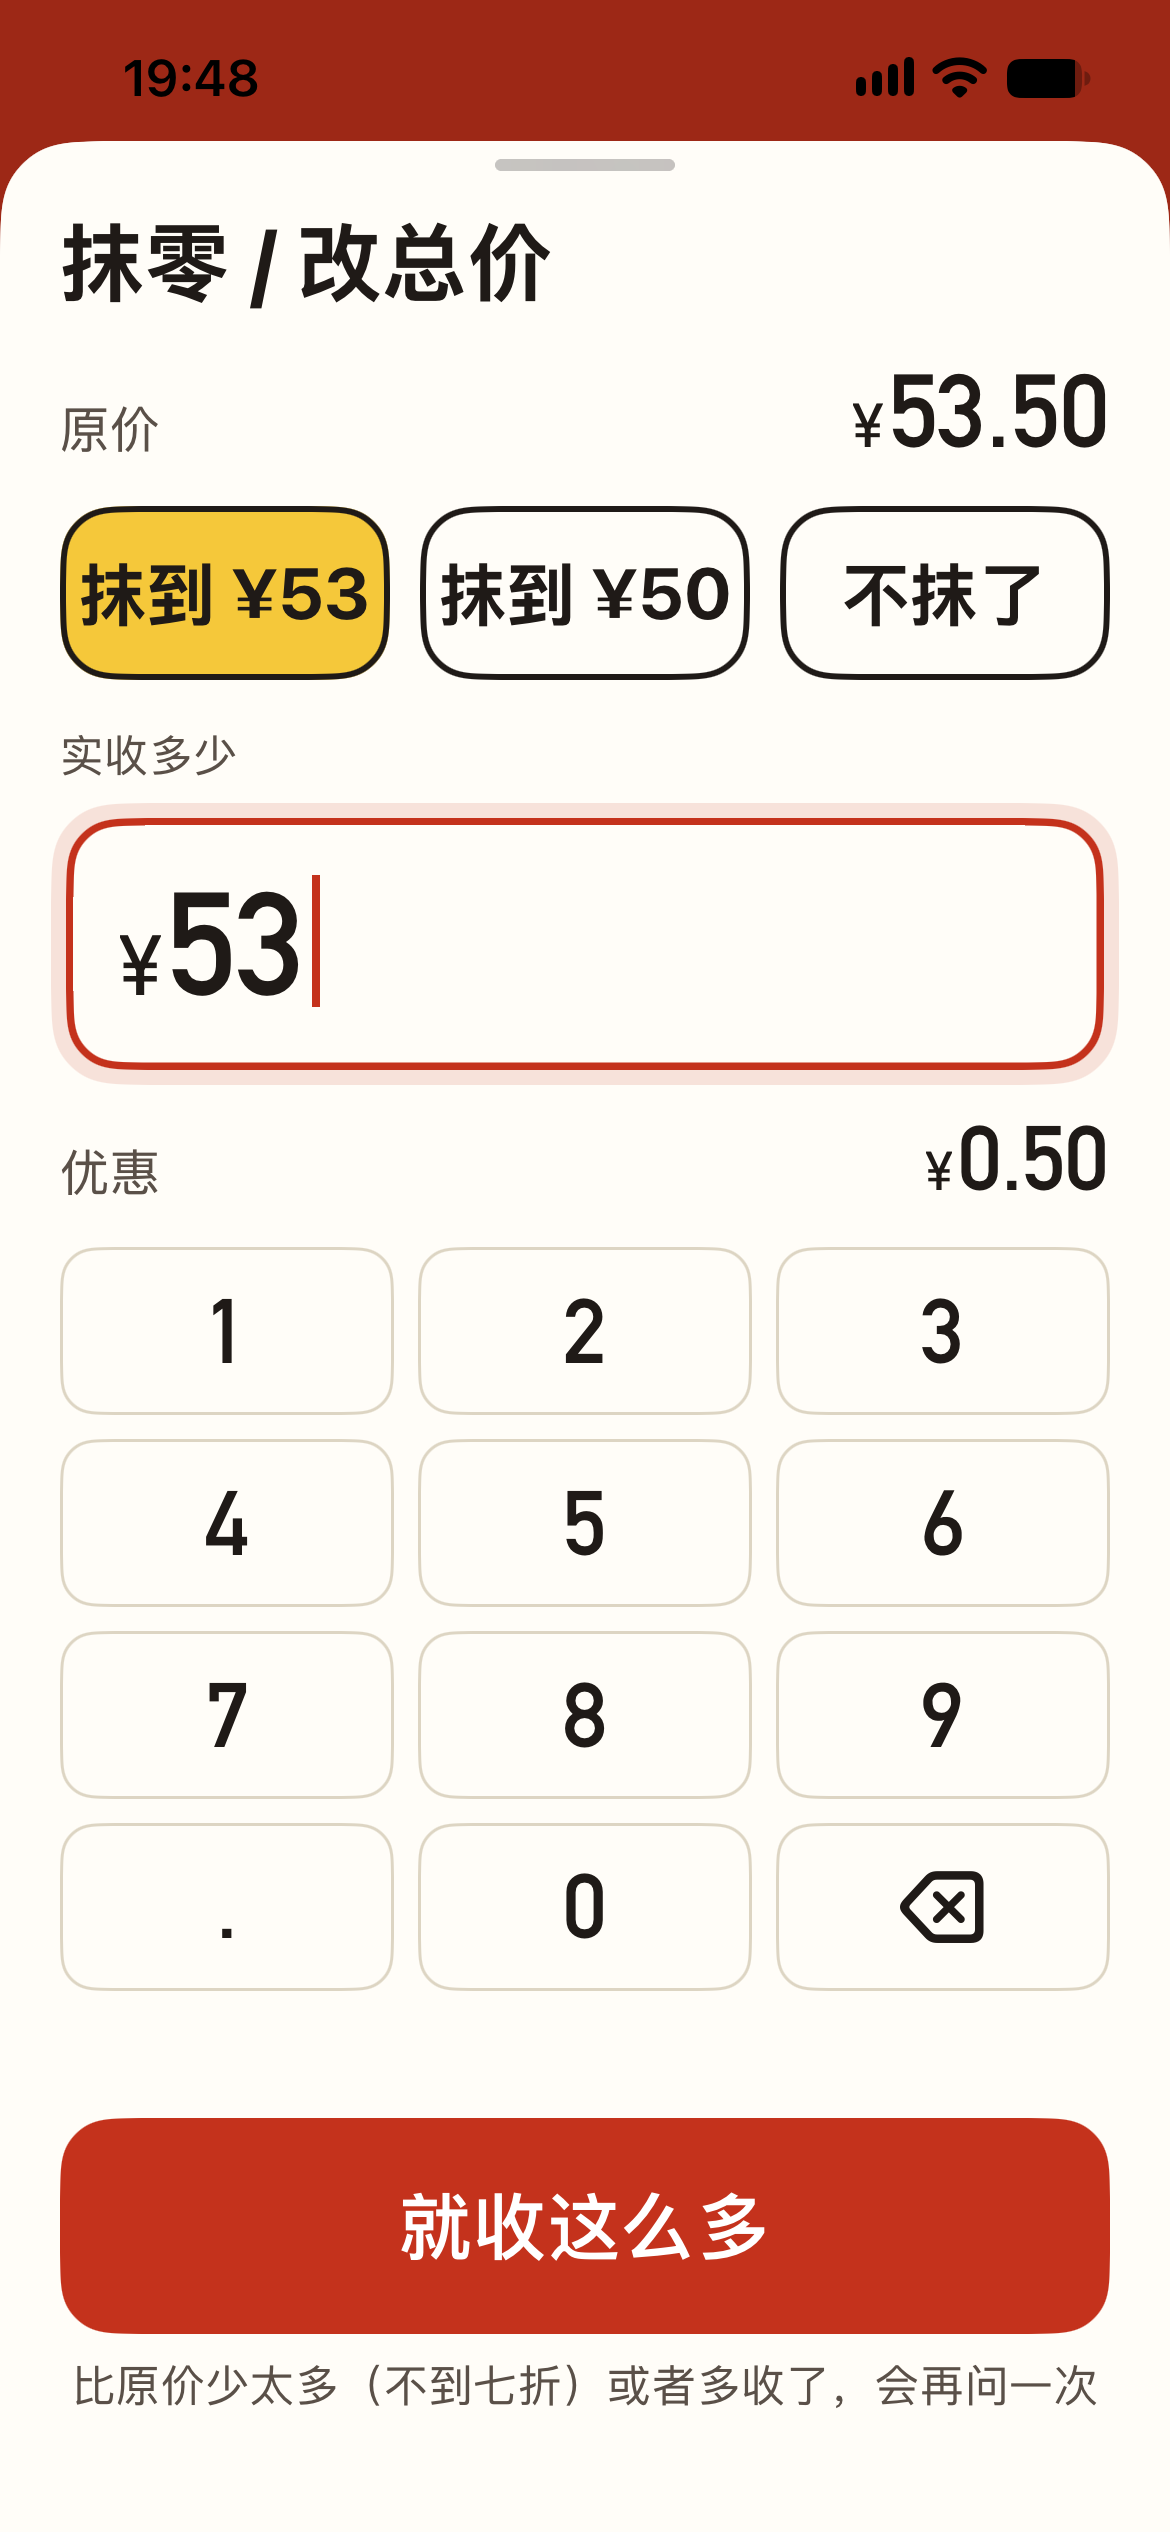 19:48
抹零 / 改总价
原价 ¥53.50
抹到 ¥53 抹到 ¥50 不抹了
实收多少
¥53
优惠 ¥0.50
1 2 3
4 5 6
7 8 9
. 0
就收这么多
比原价少太多（不到七折）或者多收了，会再问一次